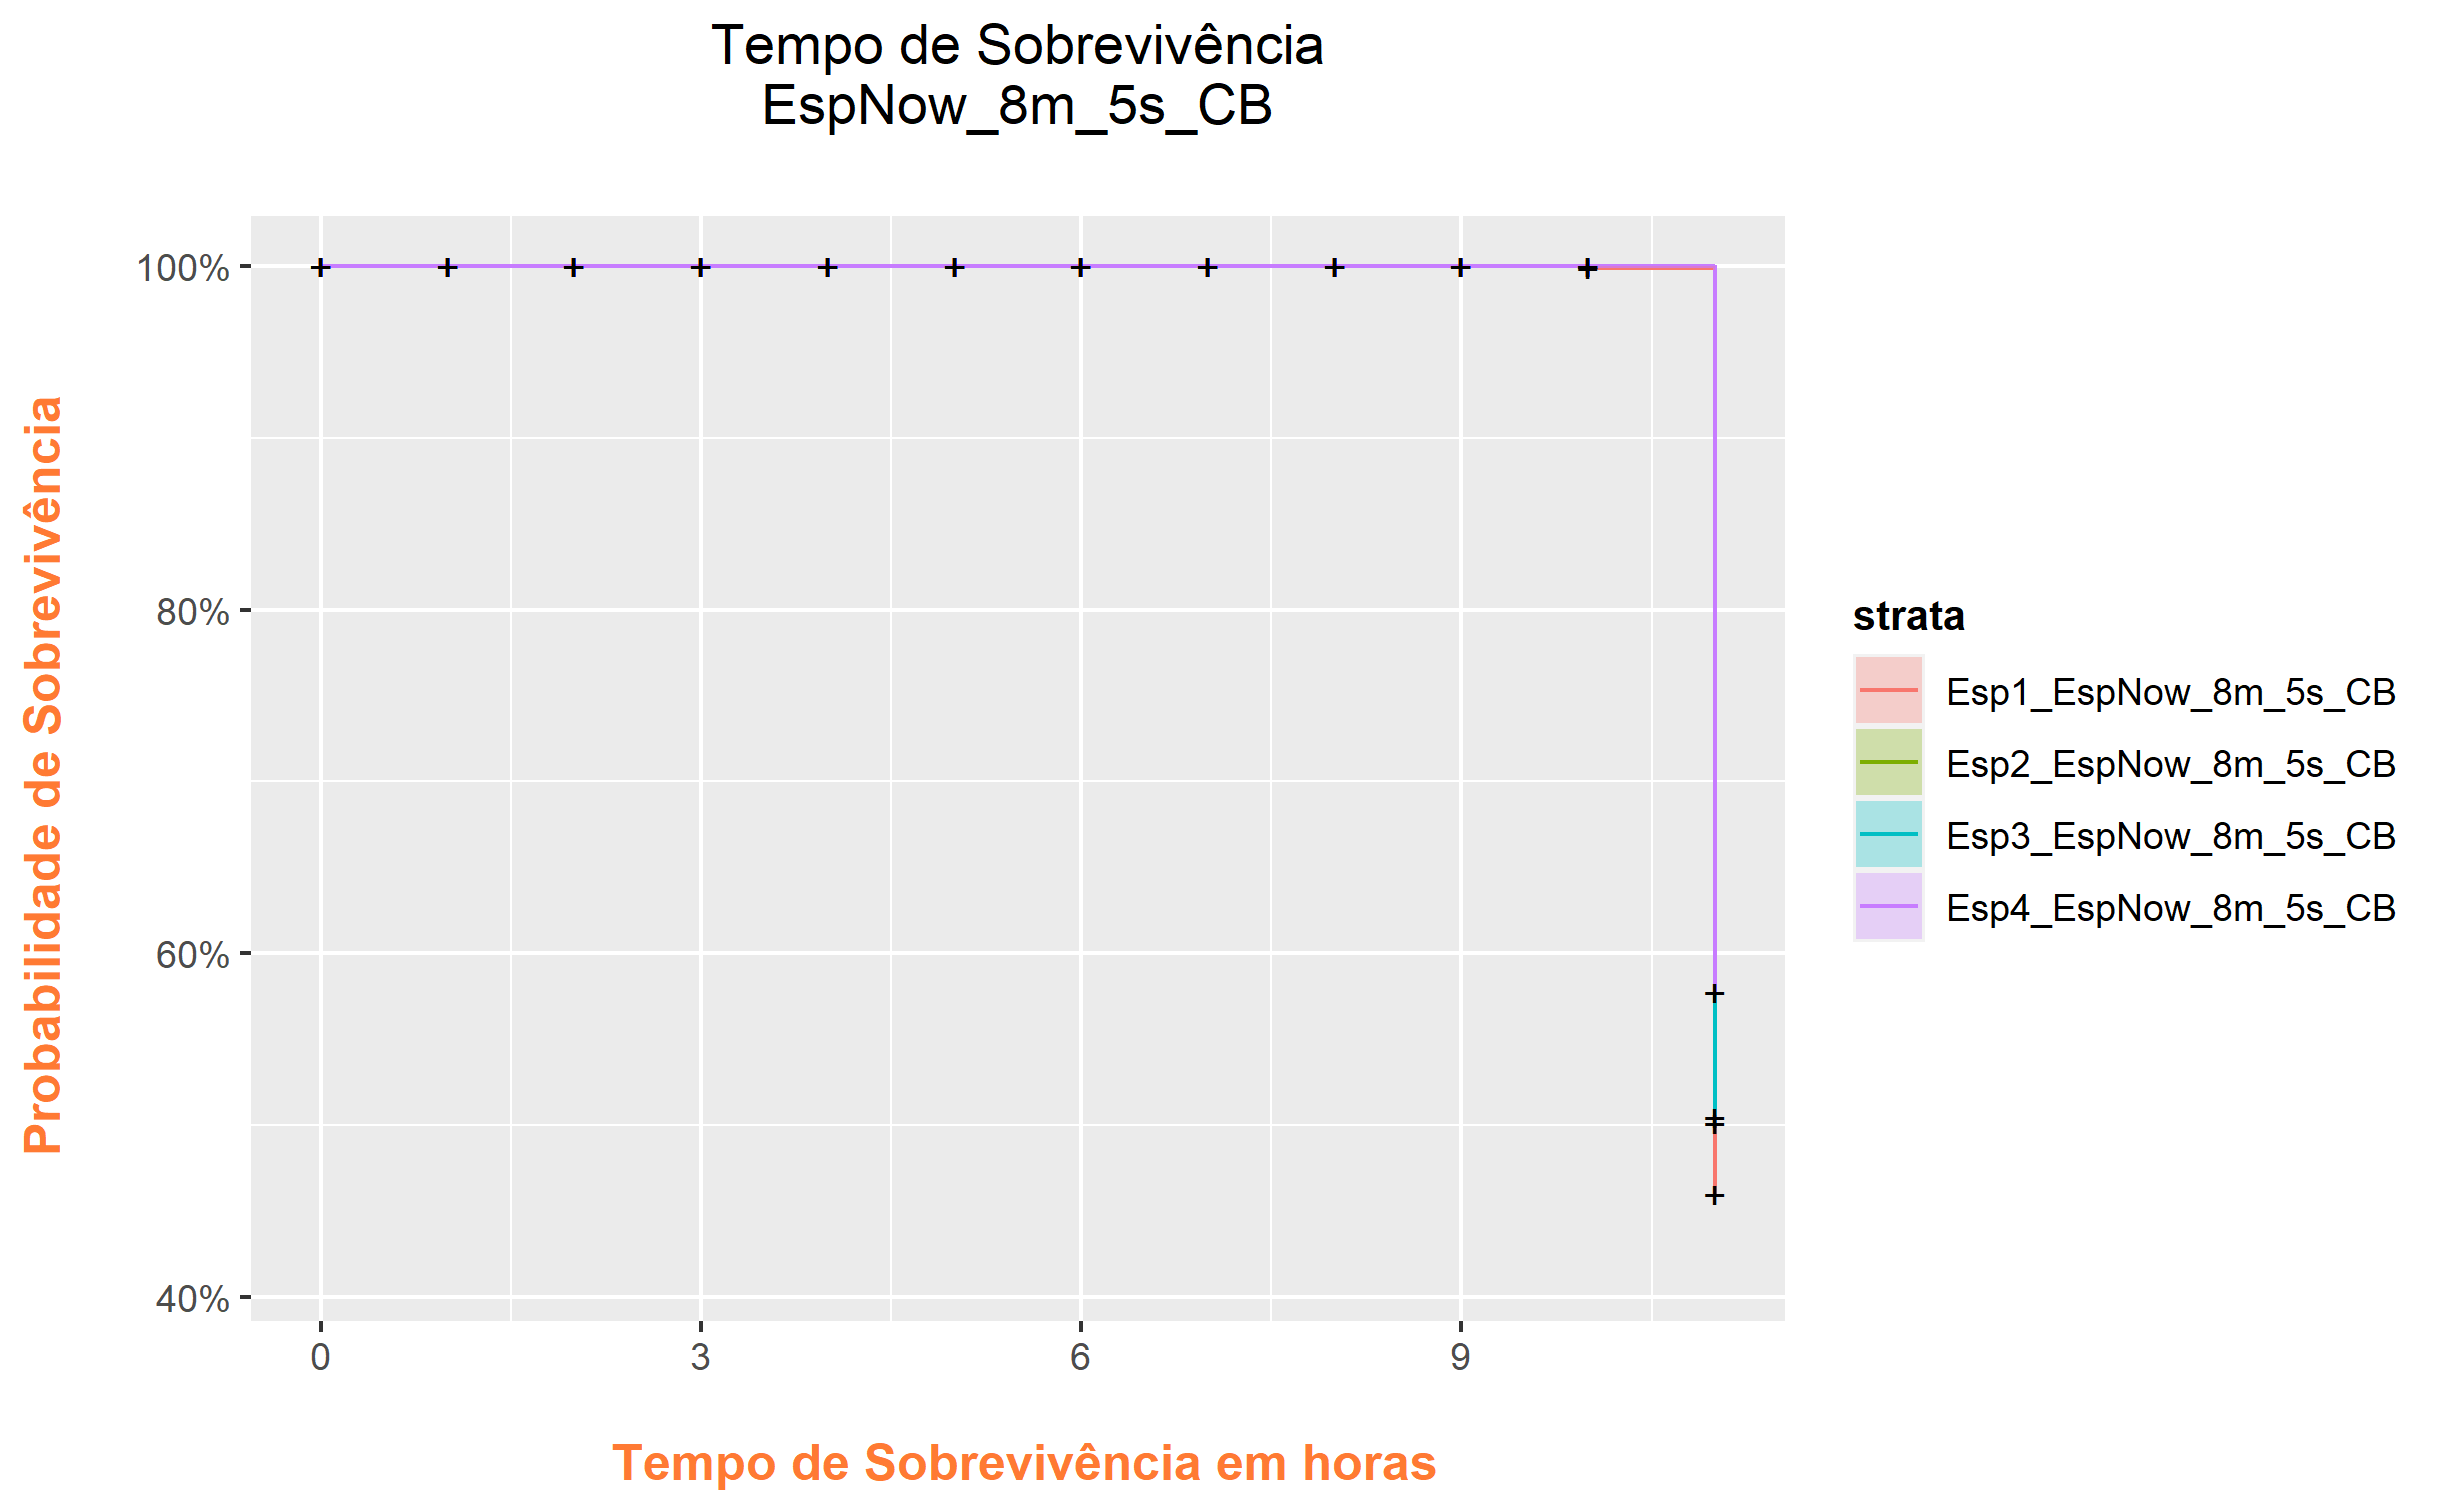 Tempo de Sobrevivência
EspNow_8m_5s_CB
Probabilidade de Sobrevivência
100%
80%
60%
40%
0 3 6 9
Tempo de Sobrevivência em horas
strata
Esp1_EspNow_8m_5s_CB
Esp2_EspNow_8m_5s_CB
Esp3_EspNow_8m_5s_CB
Esp4_EspNow_8m_5s_CB